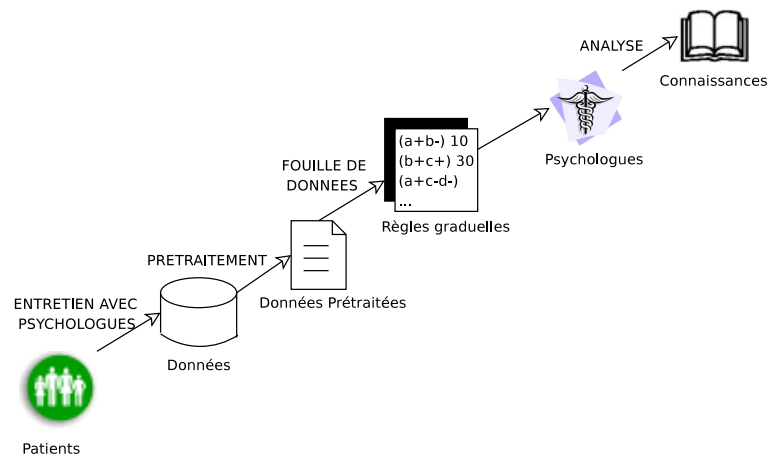 ANALYSE
Connaissances
Psychologues
(a+b-) 10
(b+c+) 30
(a+c-d-)
...
Règles graduelles
FOUILLE DE
DONNEES
Données Prétraitées
PRETRAITEMENT
Données
ENTRETIEN AVEC
PSYCHOLOGUES
Patients